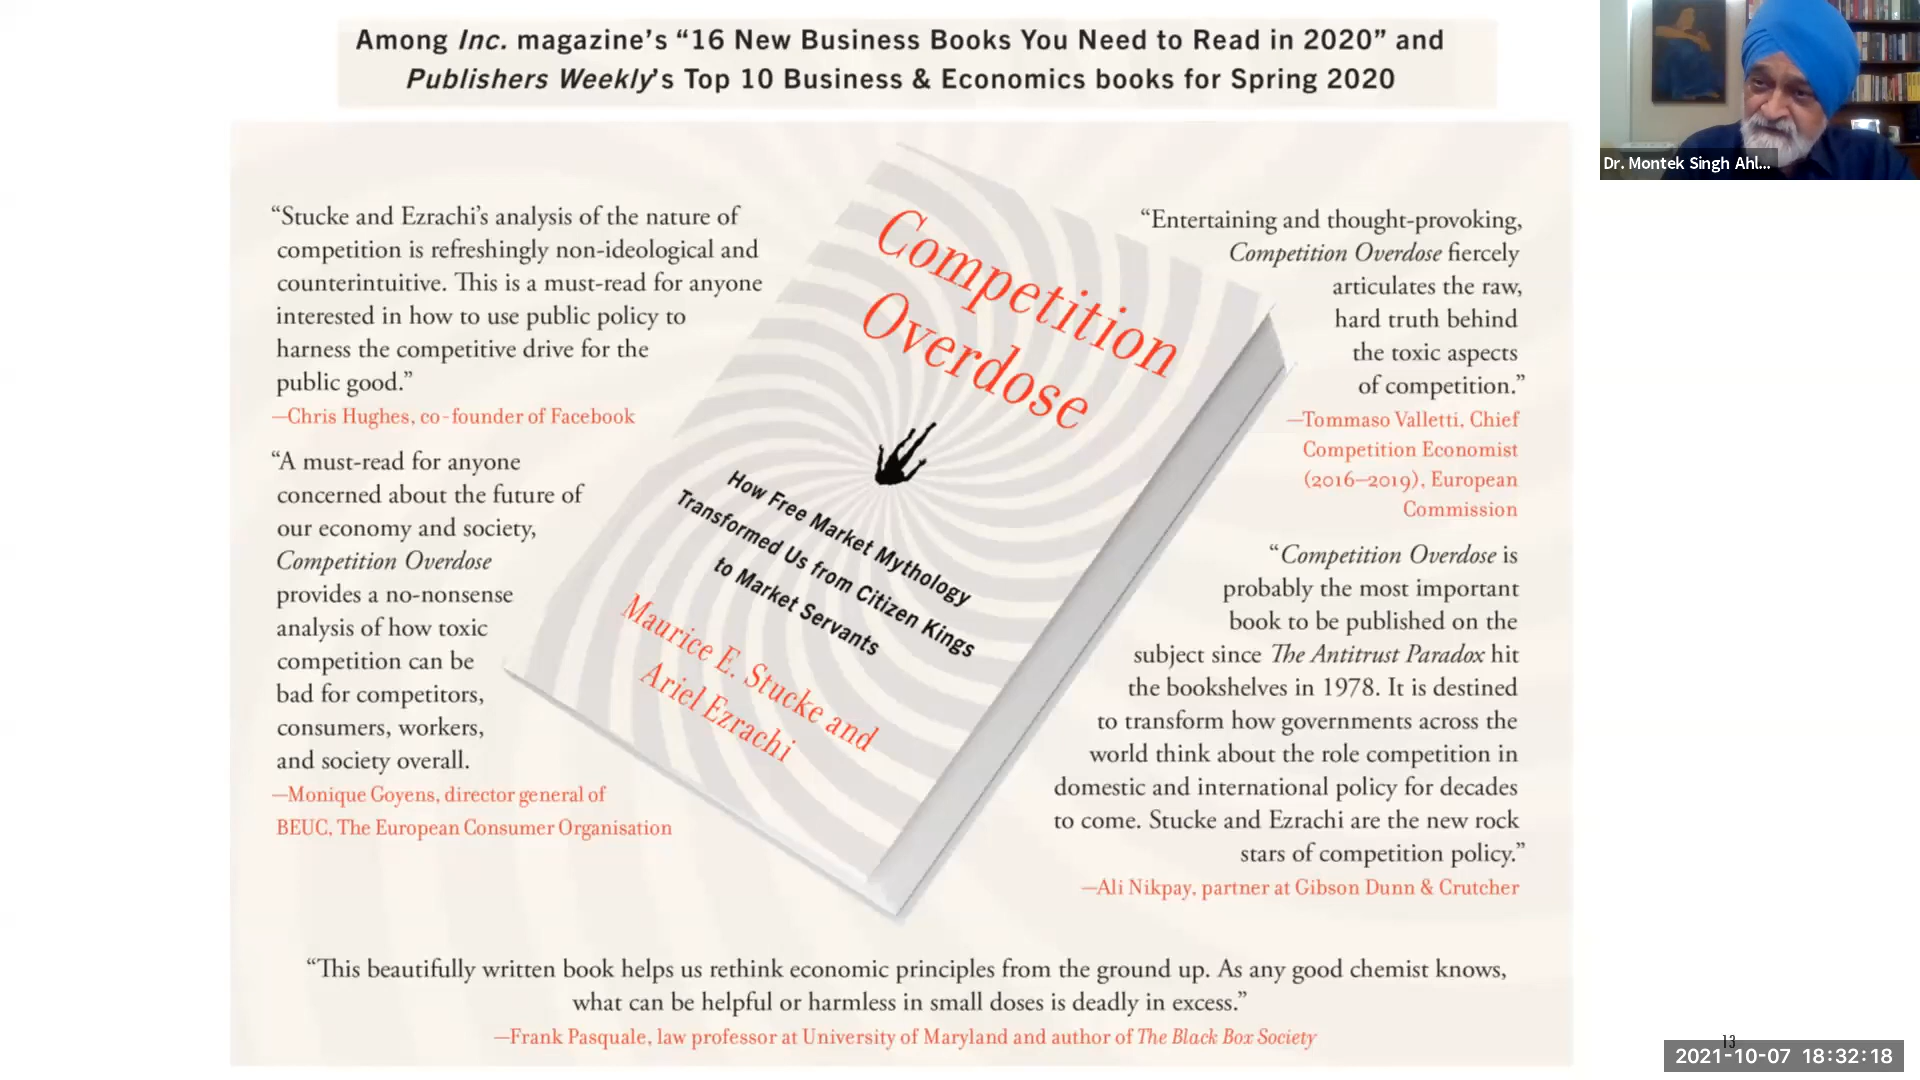 Among Inc. magazine's “16 New Business Books You Need to Read in 2020” and
Publishers Weekly's Top 10 Business & Economics books for Spring 2020
Dr. Montek Singh Ahl...
“Stucke and Ezrachi's analysis of the nature of
competition is refreshingly non-ideological and
counterintuitive. This is a must-read for anyone
interested in how to use public policy to
harness the competitive drive for the
public good.”
—Chris Hughes, co-founder of Facebook
“A must-read for anyone
concerned about the future of
our economy and society,
Competition Overdose
provides a no-nonsense
analysis of how toxic
competition can be
bad for competitors,
consumers, workers,
and society overall.
—Monique Goyens, director general of
BEUC, The European Consumer Organisation
Competition
Overdose
How Free Market Mythology
Transformed Us from Citizen Kings
to Market Servants
Maurice E. Stucke and
Ariel Ezrachi
“Entertaining and thought-provoking,
Competition Overdose fiercely
articulates the raw,
hard truth behind
the toxic aspects
of competition.”
—Tommaso Valletti, Chief
Competition Economist
(2016–2019), European
Commission
“Competition Overdose is
probably the most important
book to be published on the
subject since The Antitrust Paradox hit
the bookshelves in 1978. It is destined
to transform how governments across the
world think about the role competition in
domestic and international policy for decades
to come. Stucke and Ezrachi are the new rock
stars of competition policy.”
—Ali Nikpay, partner at Gibson Dunn & Crutcher
“This beautifully written book helps us rethink economic principles from the ground up. As any good chemist knows,
what can be helpful or harmless in small doses is deadly in excess.”
—Frank Pasquale, law professor at University of Maryland and author of The Black Box Society
13
2021-10-07 18:32:18